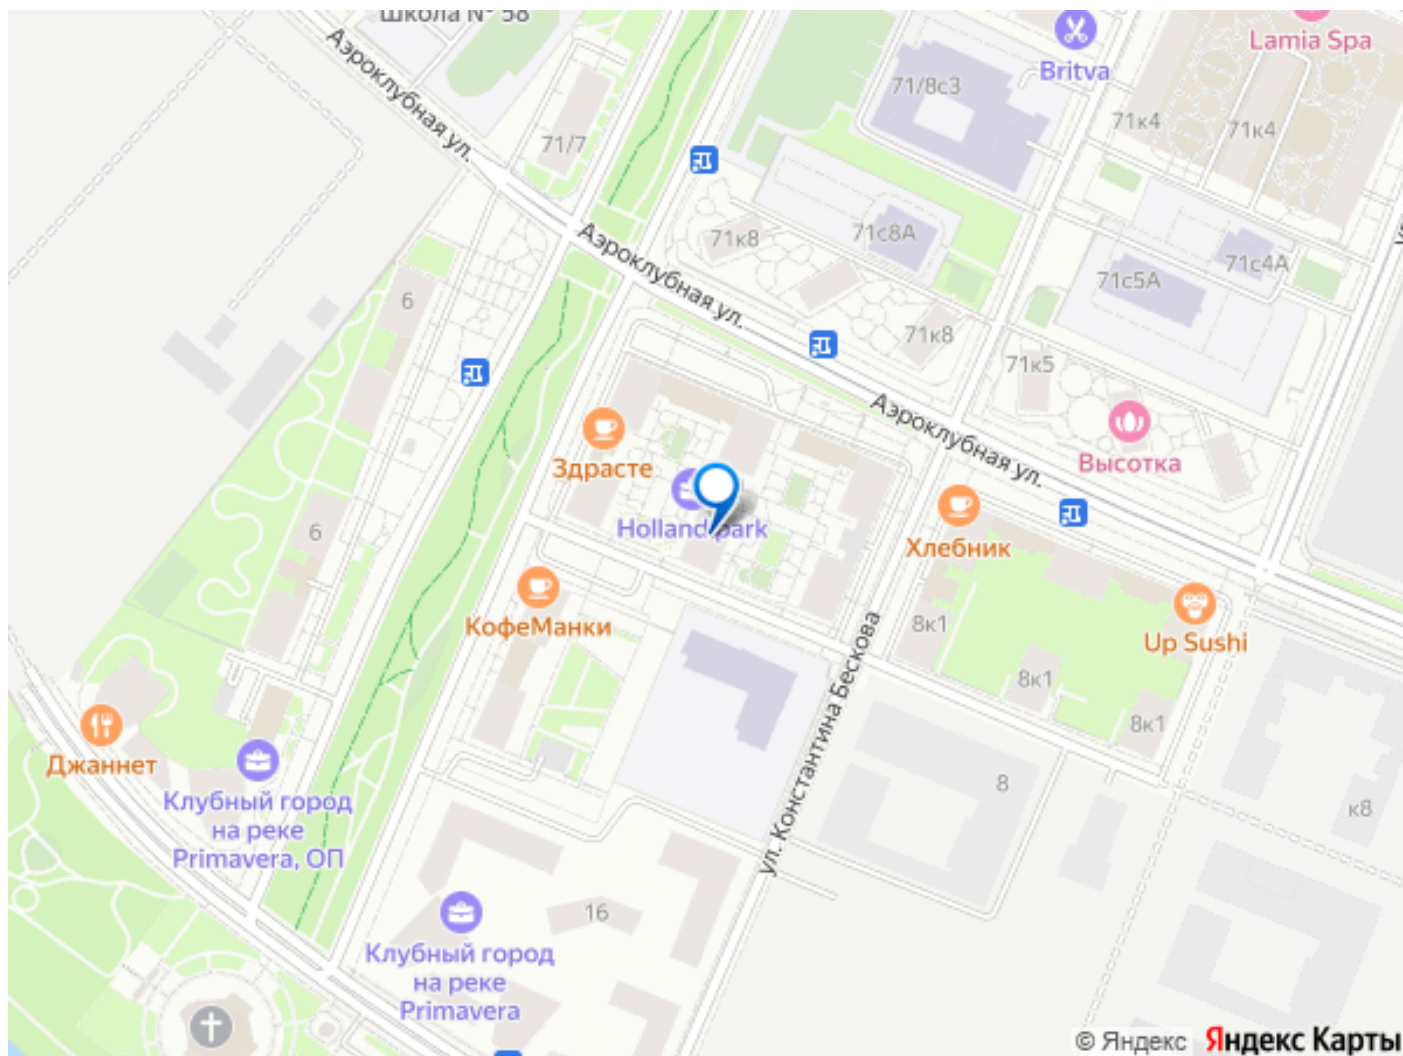 Школа № 58
Аэроклубная ул.
Britva
Lamia Spa
71/8с3
71к4
71к4
71/7
71к8
71с8А
71с5А
71с4А
Аэроклубная ул.
6
71к8
71к5
Аэроклубная ул.
Здрасте
Высотка
Holland park
Хлебник
6
КофеМанки
8к1
Up Sushi
8к1
8к1
ул. Константина Бескова
Джаннет
Клубный город
на реке
Primavera, ОП
8
к8
16
Клубный город
на реке
Primavera
© Яндекс Яндекс Карты